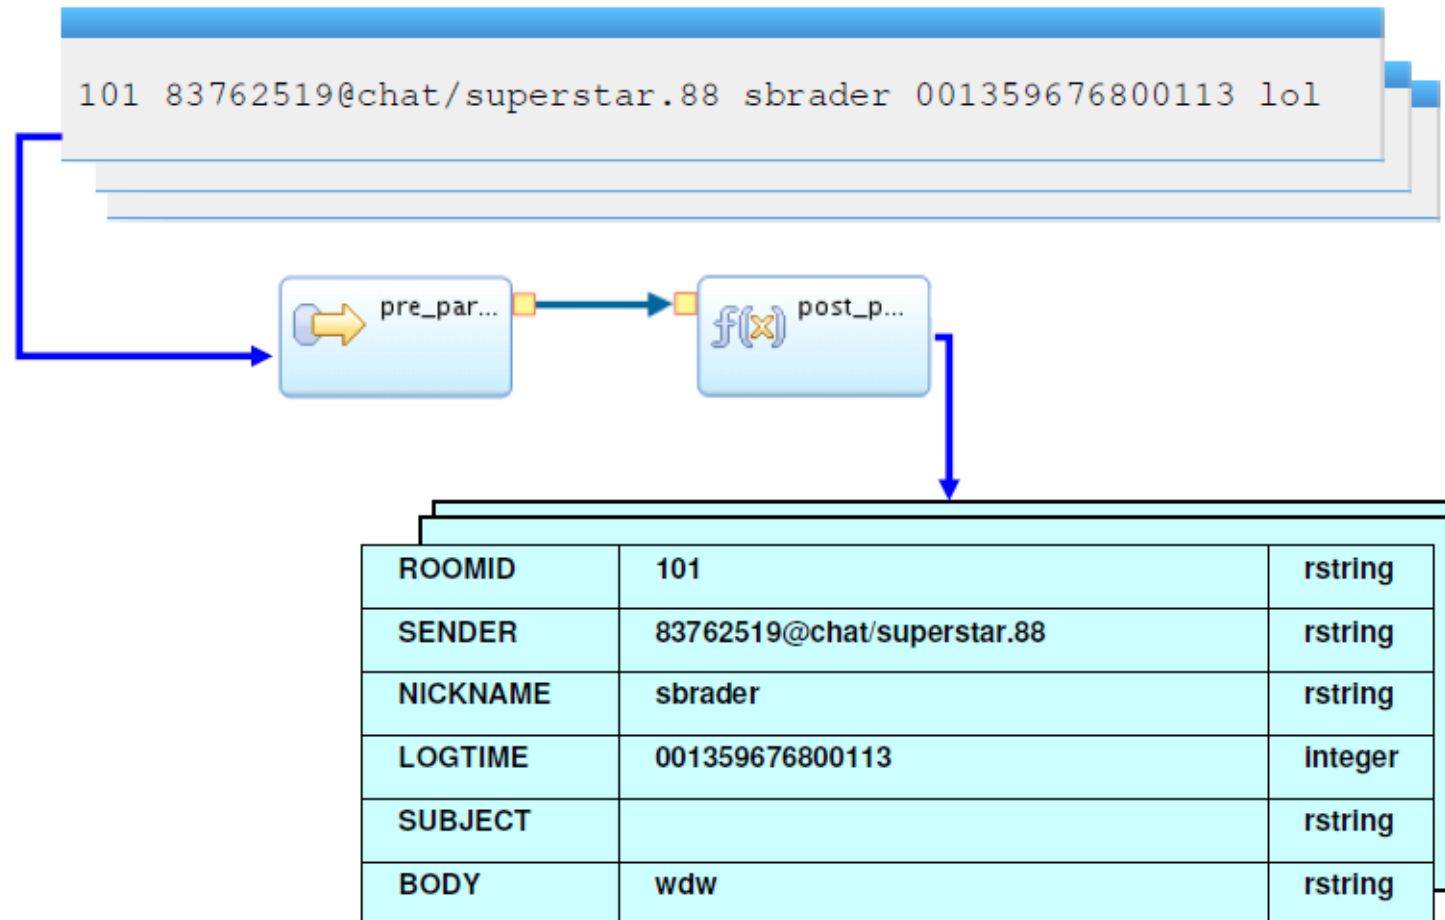 101 83762519@chat/superstar.88 sbrader 001359676800113 lol
pre_par... post_p...
f(x)
ROOMID 101 rstring
SENDER 83762519@chat/superstar.88 rstring
NICKNAME sbrader rstring
LOGTIME 001359676800113 integer
SUBJECT rstring
BODY wdw rstring